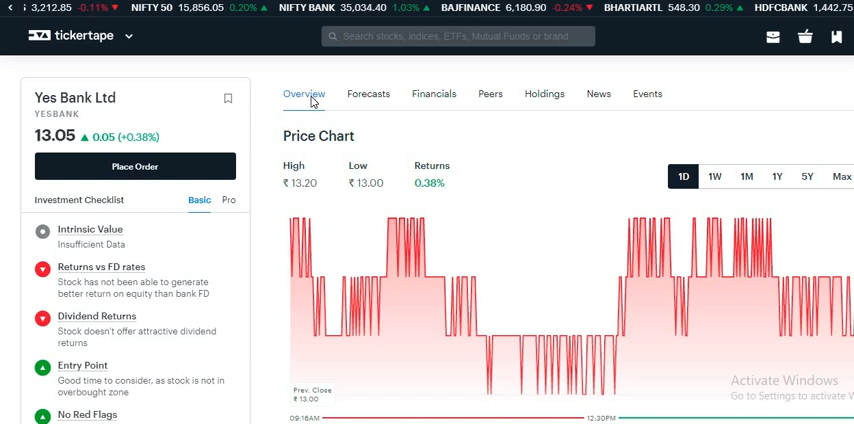 3,212.85 -0.11% NIFTY 50 15,856.05 0.20% NIFTY BANK 35,034.40 1.03% BAJFINANCE 6,180.90 -0.24% BHARTIARTL 548.30 0.29% HDFCBANK 1,442.75
tickertape
Search stocks, indices, ETFs, Mutual Funds or brand
Yes Bank Ltd
YESBANK
13.05 0.05 (+0.38%)
Place Order
Investment Checklist Basic Pro
Intrinsic Value
Insufficient Data
Returns vs FD rates
Stock has not been able to generate
better return on equity than bank FD
Dividend Returns
Stock doesn't offer attractive dividend
returns
Entry Point
Good time to consider, as stock is not in
overbought zone
No Red Flags
Overview Forecasts Financials Peers Holdings News Events
Price Chart
High Low Returns
₹ 13.20 ₹ 13.00 0.38%
1D 1W 1M 1Y 5Y Max
Prev. Close
₹ 13.00
09:16AM 12:30PM
Activate Windows
Go to Settings to activate W